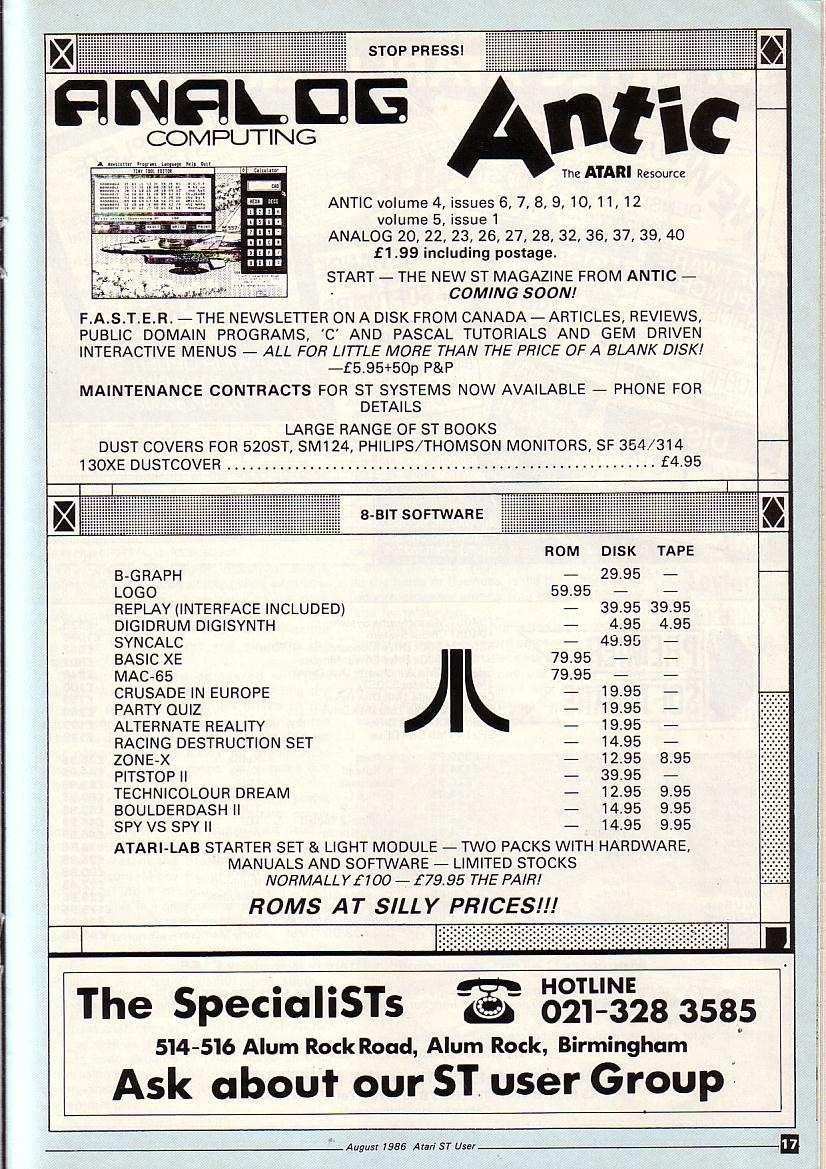 STOP PRESS!
ANALOG
COMPUTING
Antic
The ATARI Resource
Newsletter Programs Language Help Quit
TINY TOOL EDITOR
Calculator
ANTIC volume 4, issues 6, 7, 8, 9, 10, 11, 12
volume 5, issue 1
ANALOG 20, 22, 23, 26, 27, 28, 32, 36, 37, 39, 40
£1.99 including postage.
START — THE NEW ST MAGAZINE FROM ANTIC —
COMING SOON!
F.A.S.T.E.R. — THE NEWSLETTER ON A DISK FROM CANADA — ARTICLES, REVIEWS,
PUBLIC DOMAIN PROGRAMS, 'C' AND PASCAL TUTORIALS AND GEM DRIVEN
INTERACTIVE MENUS — ALL FOR LITTLE MORE THAN THE PRICE OF A BLANK DISK!
—£5.95+50p P&P
MAINTENANCE CONTRACTS FOR ST SYSTEMS NOW AVAILABLE — PHONE FOR
DETAILS
LARGE RANGE OF ST BOOKS
DUST COVERS FOR 520ST, SM124, PHILIPS/THOMSON MONITORS, SF 354/314
130XE DUSTCOVER ..................................................... £4.95
8-BIT SOFTWARE
ROM DISK TAPE
B-GRAPH — 29.95 —
LOGO 59.95 — —
REPLAY (INTERFACE INCLUDED) — 39.95 39.95
DIGIDRUM DIGISYNTH — 4.95 4.95
SYNCALC — 49.95 —
BASIC XE 79.95 — —
MAC-65 79.95 — —
CRUSADE IN EUROPE — 19.95 —
PARTY QUIZ — 19.95 —
ALTERNATE REALITY — 19.95 —
RACING DESTRUCTION SET — 14.95 —
ZONE-X — 12.95 8.95
PITSTOP II — 39.95 —
TECHNICOLOUR DREAM — 12.95 9.95
BOULDERDASH II — 14.95 9.95
SPY VS SPY II — 14.95 9.95
ATARI-LAB STARTER SET & LIGHT MODULE — TWO PACKS WITH HARDWARE,
MANUALS AND SOFTWARE — LIMITED STOCKS
NORMALLY £100 — £79.95 THE PAIR!
ROMS AT SILLY PRICES!!!
The SpecialiSTs
HOTLINE
021-328 3585
514-516 Alum Rock Road, Alum Rock, Birmingham
Ask about our ST user Group
August 1986 Atari ST User
17